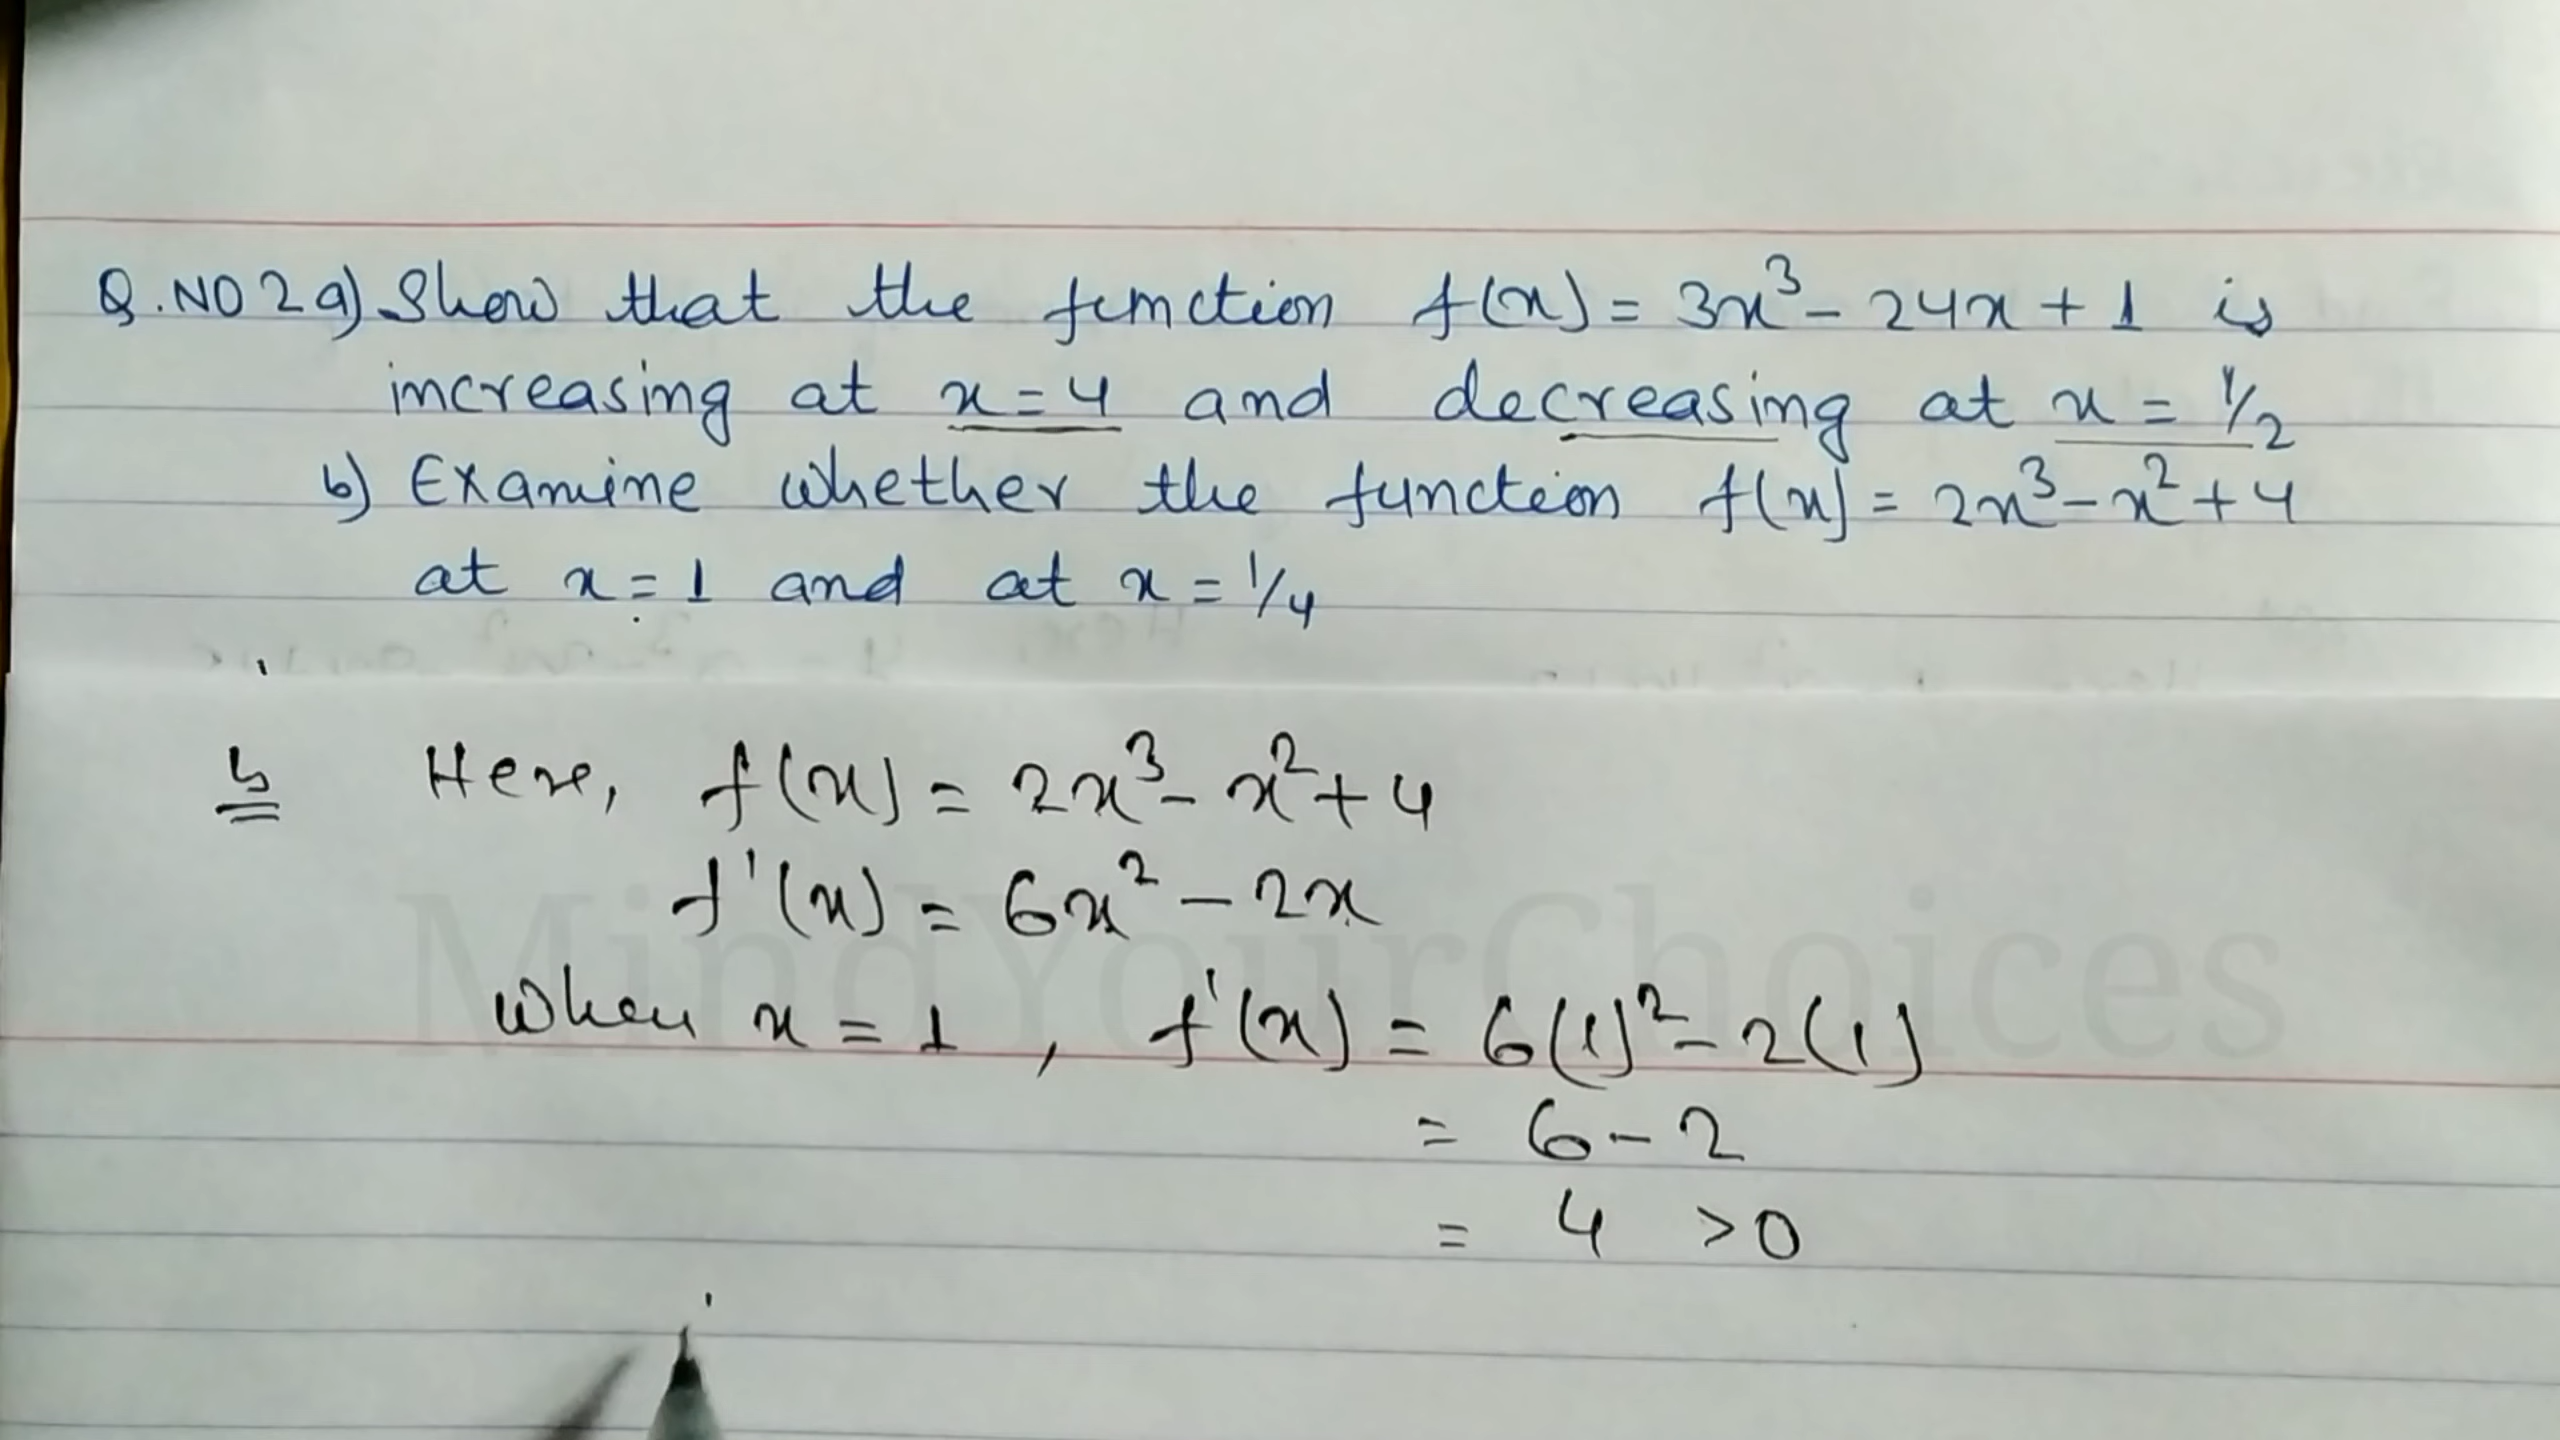 Q.NO 2 a) Show that the function f(x) = 3x³ - 24x + 1 is
increasing at x = 4 and decreasing at x = 1/2
b) Examine whether the function f(x) = 2x³ - x² + 4
at x = 1 and at x = 1/4
b Here, f(x) = 2x³ - x² + 4
f'(x) = 6x² - 2x
MindYourChoices
When x = 1, f'(x) = 6(1)² - 2(1)
= 6 - 2
= 4 > 0